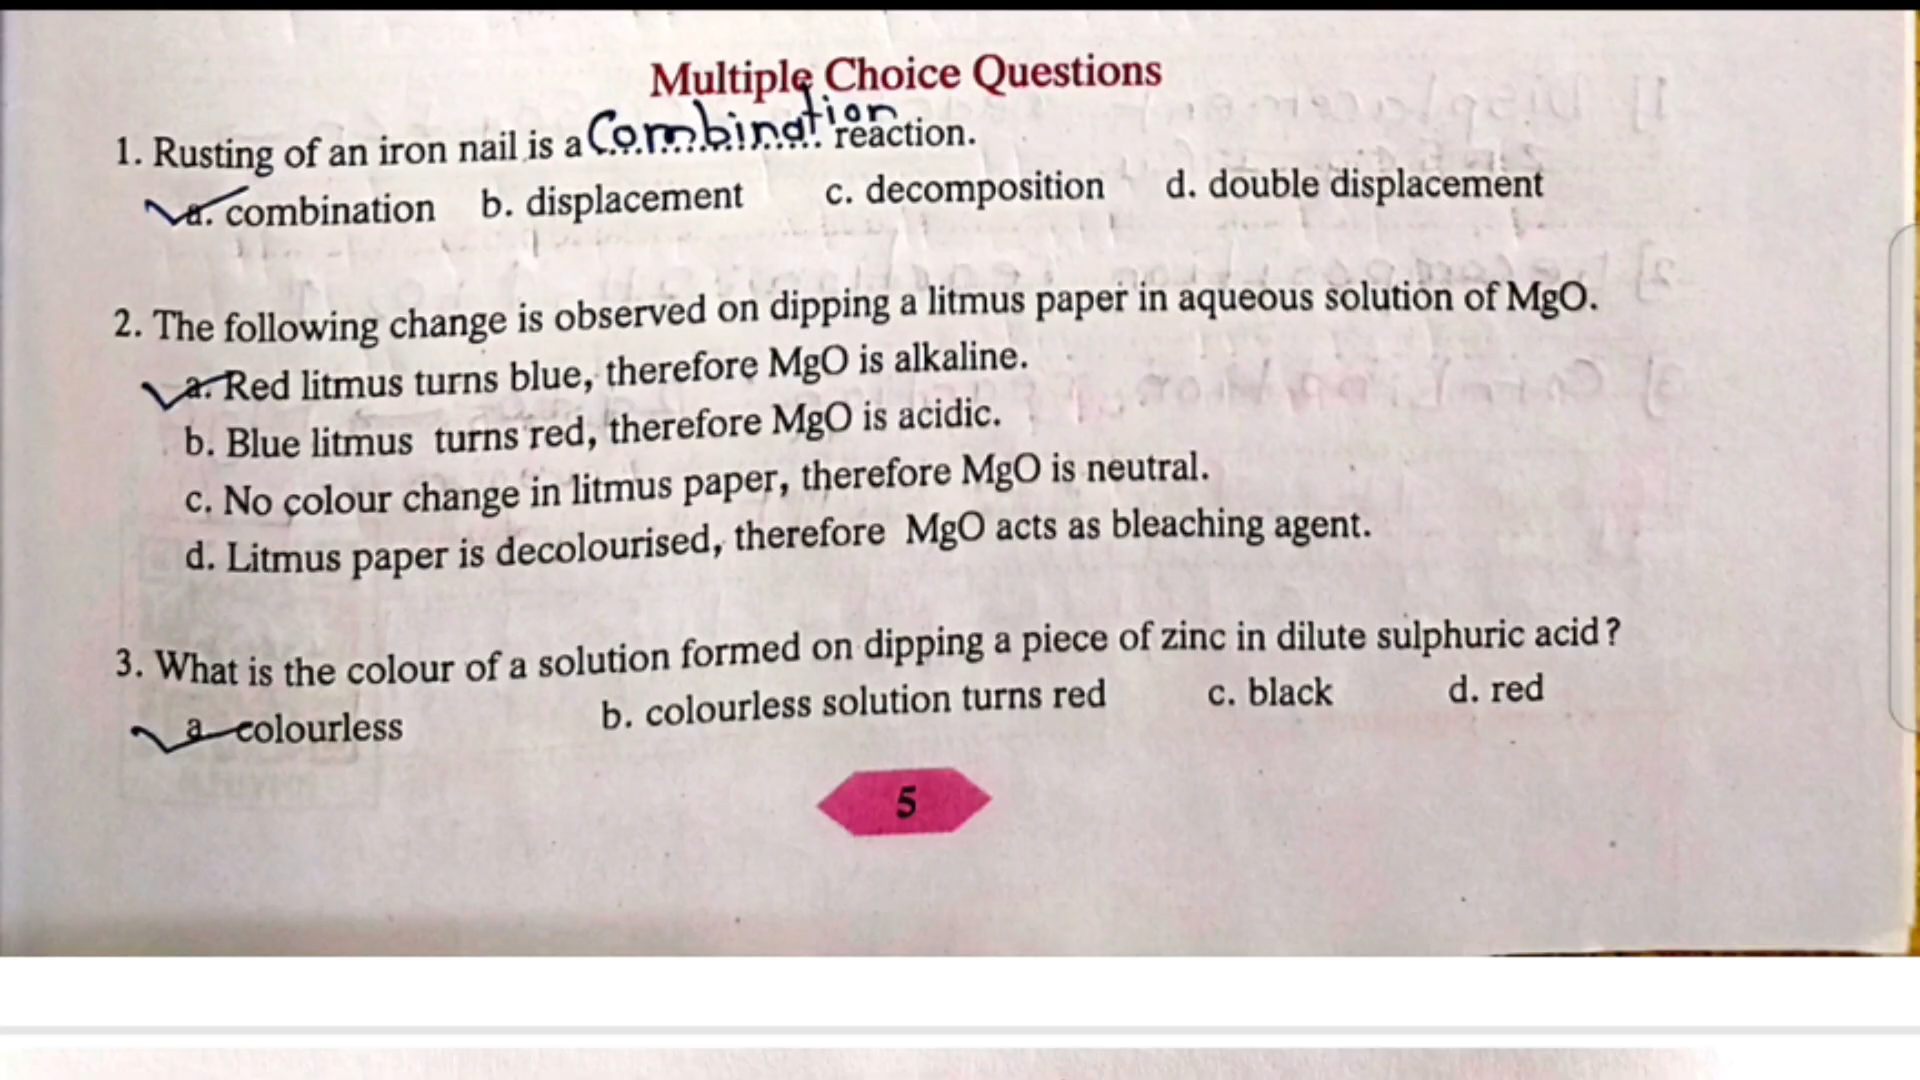 Multiple Choice Questions
1. Rusting of an iron nail is a Combination reaction.
a. combination b. displacement c. decomposition d. double displacement
2. The following change is observed on dipping a litmus paper in aqueous solution of MgO.
a. Red litmus turns blue, therefore MgO is alkaline.
b. Blue litmus turns red, therefore MgO is acidic.
c. No colour change in litmus paper, therefore MgO is neutral.
d. Litmus paper is decolourised, therefore MgO acts as bleaching agent.
3. What is the colour of a solution formed on dipping a piece of zinc in dilute sulphuric acid?
a. colourless b. colourless solution turns red c. black d. red
5